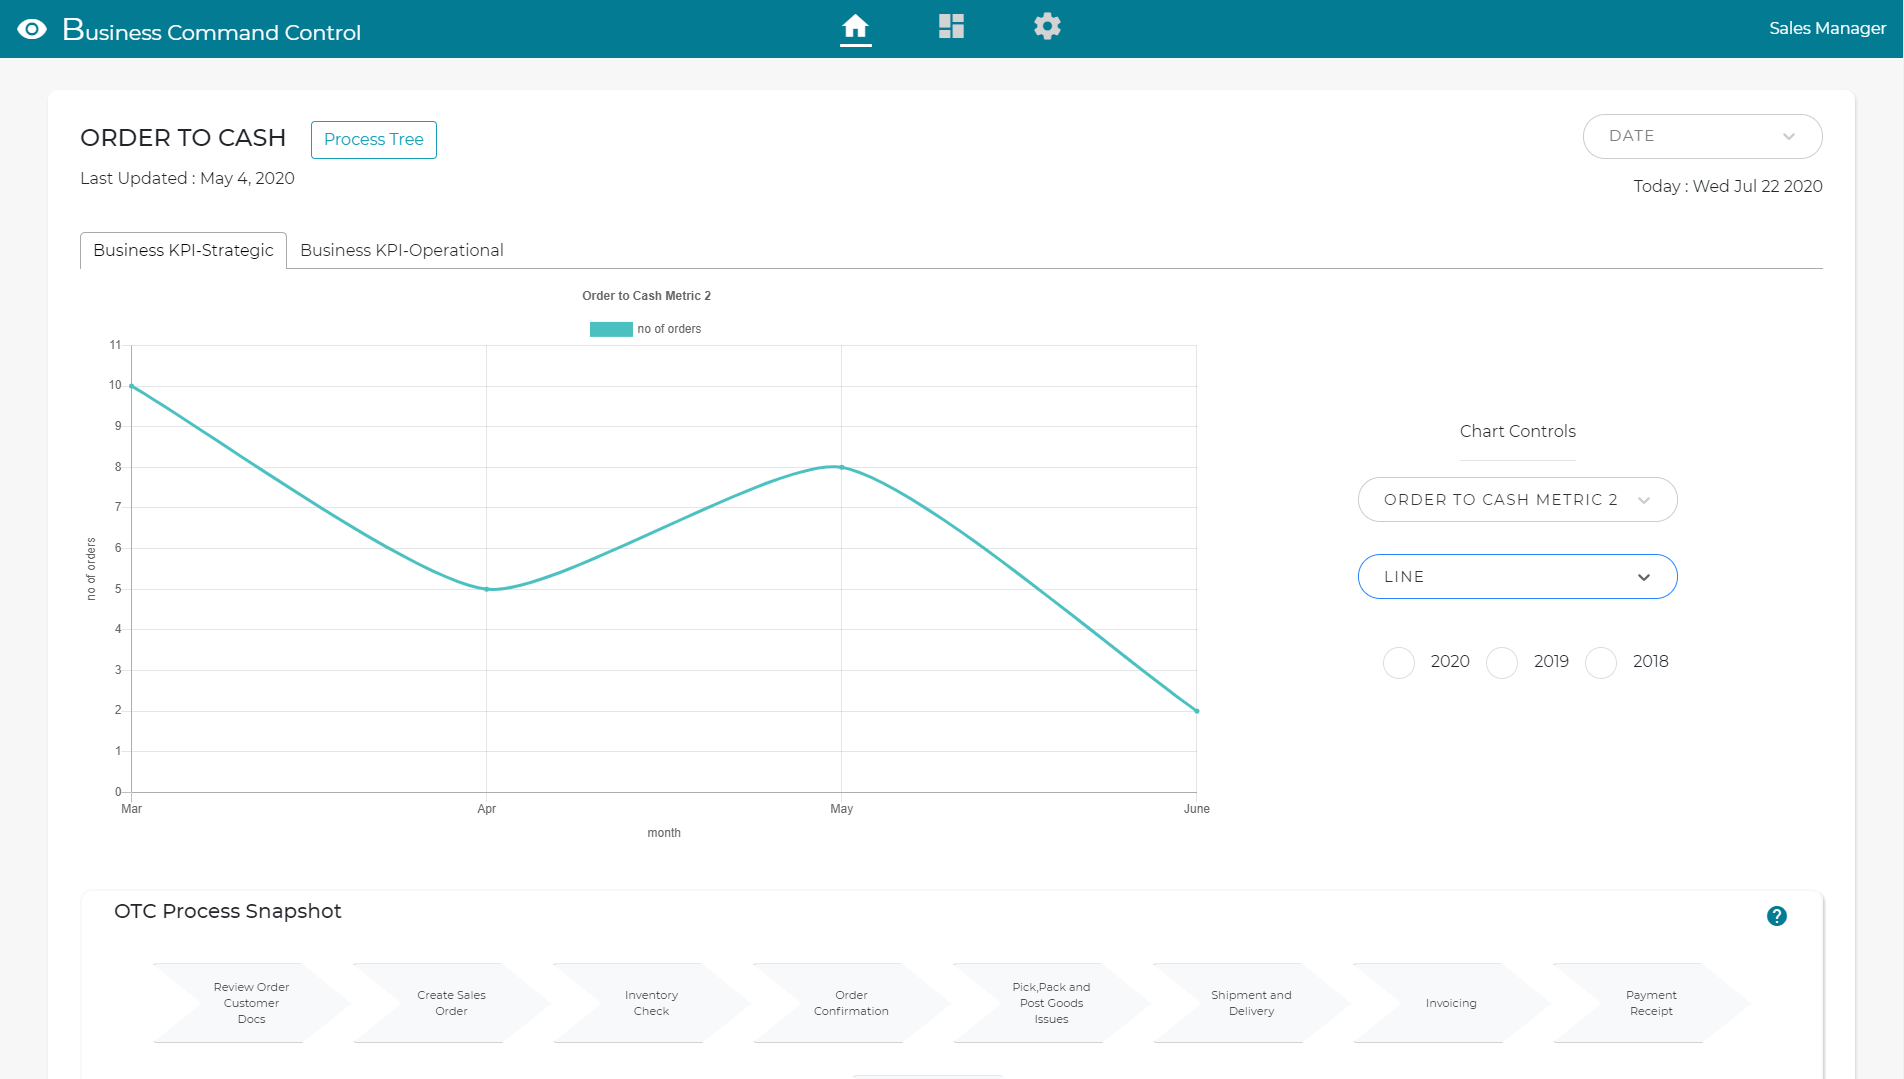 Business Command Control
Sales Manager
ORDER TO CASH
Process Tree
DATE
Last Updated : May 4, 2020
Today : Wed Jul 22 2020
Business KPI-Strategic
Business KPI-Operational
Order to Cash Metric 2
no of orders
11
10
9
8
7
6
5
4
3
2
1
0
no of orders
Mar
Apr
May
June
month
Chart Controls
ORDER TO CASH METRIC 2
LINE
2020
2019
2018
OTC Process Snapshot
?
Review Order
Customer
Docs
Create Sales
Order
Inventory
Check
Order
Confirmation
Pick,Pack and
Post Goods
Issues
Shipment and
Delivery
Invoicing
Payment
Receipt